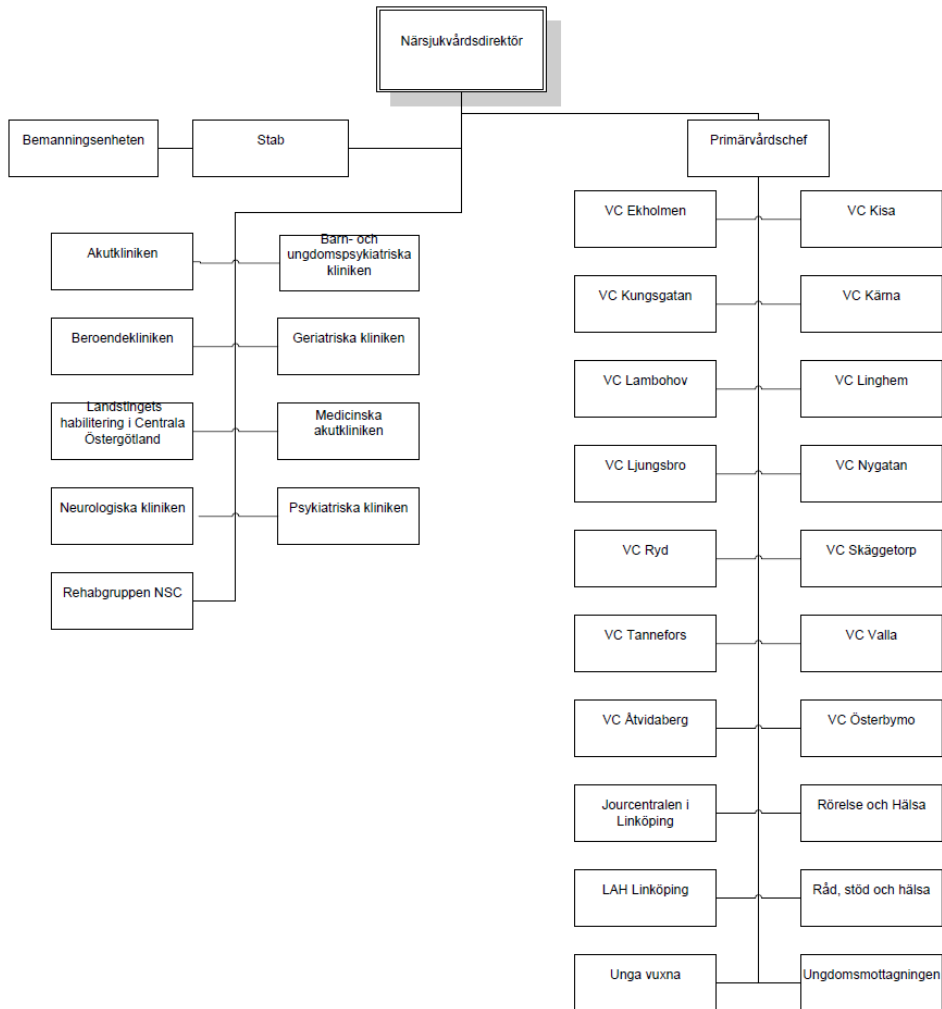 Närsjukvårdsdirektör
Bemanningsenheten
Stab
Primärvårdschef
Akutkliniken
Barn- och
ungdomspsykiatriska
kliniken
Beroendekliniken
Geriatriska kliniken
Landstingets
habilitering i Centrala
Östergötland
Medicinska
akutkliniken
Neurologiska kliniken
Psykiatriska kliniken
Rehabgruppen NSC
VC Ekholmen
VC Kisa
VC Kungsgatan
VC Kärna
VC Lambohov
VC Linghem
VC Ljungsbro
VC Nygatan
VC Ryd
VC Skäggetorp
VC Tannefors
VC Valla
VC Åtvidaberg
VC Österbymo
Jourcentralen i
Linköping
Rörelse och Hälsa
LAH Linköping
Råd, stöd och hälsa
Unga vuxna
Ungdomsmottagningen